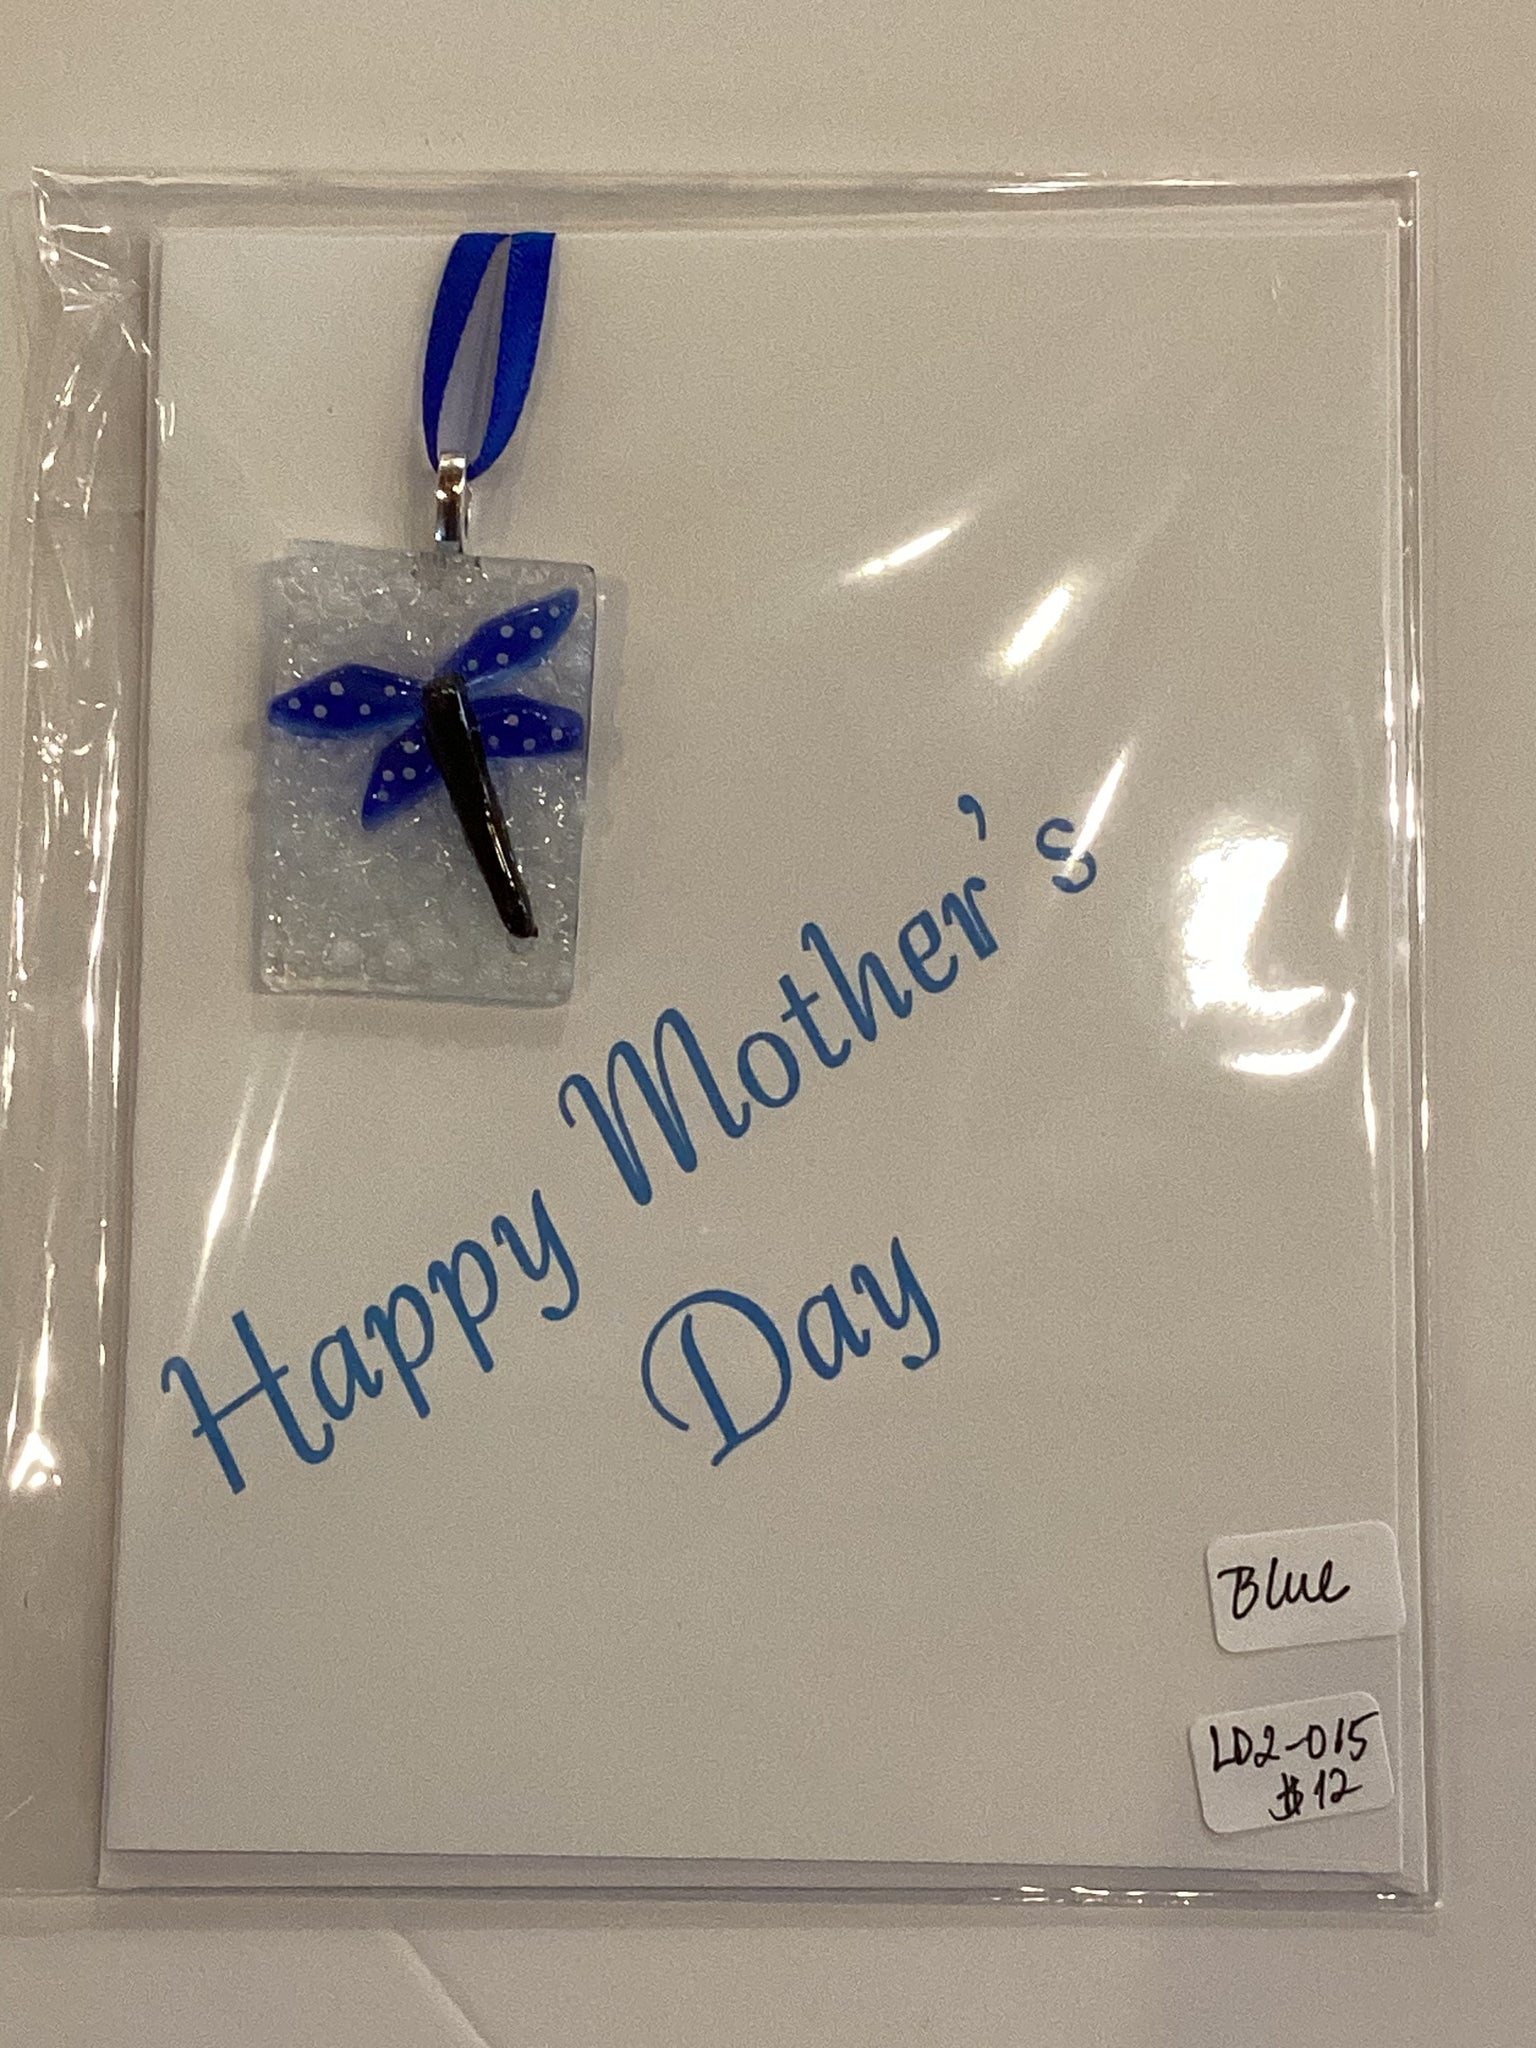 Happy Mother's
Day
Blue
LD2-015
$12